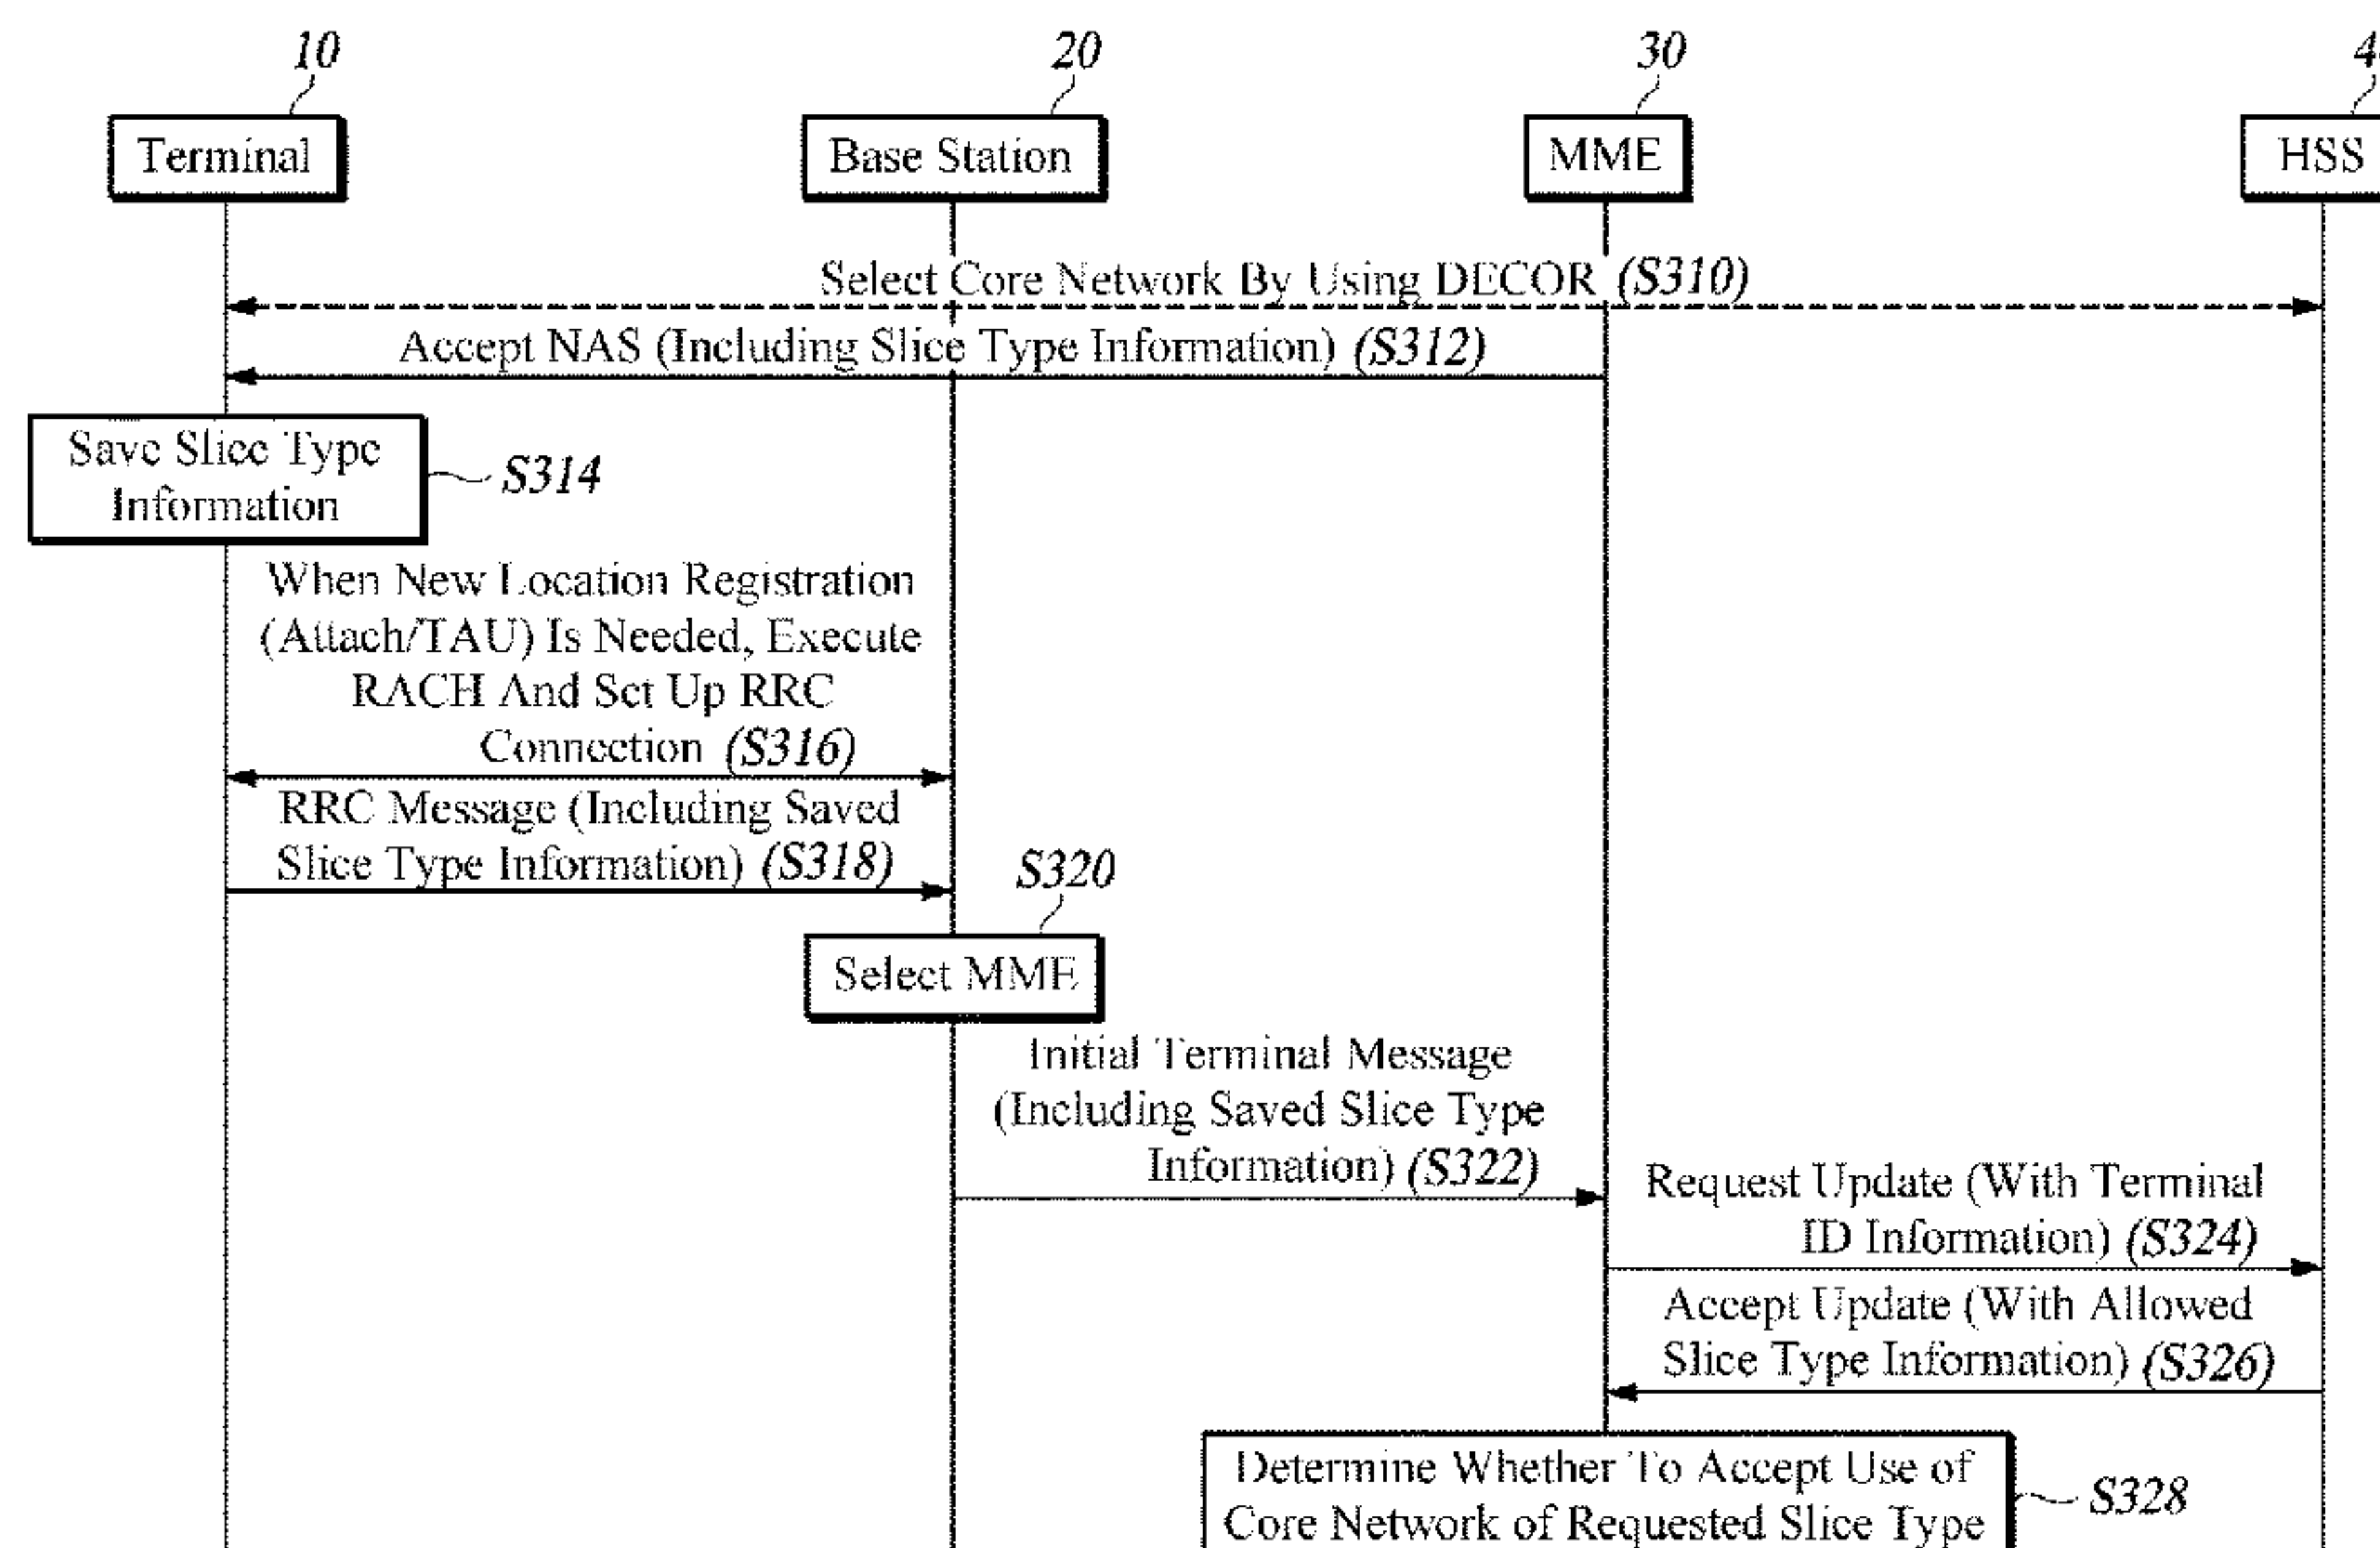 10
20
30
4
Terminal
Base Station
MME
HSS
Select Core Network By Using DECOR (S310)
Accept NAS (Including Slice Type Information) (S312)
Save Slice Type
Information
S314
When New Location Registration
(Attach/TAU) Is Needed, Execute
RACH And Set Up RRC
Connection (S316)
RRC Message (Including Saved
Slice Type Information) (S318)
S320
Select MME
Initial Terminal Message
(Including Saved Slice Type
Information) (S322)
Request Update (With Terminal
ID Information) (S324)
Accept Update (With Allowed
Slice Type Information) (S326)
Determine Whether To Accept Use of
Core Network of Requested Slice Type
S328